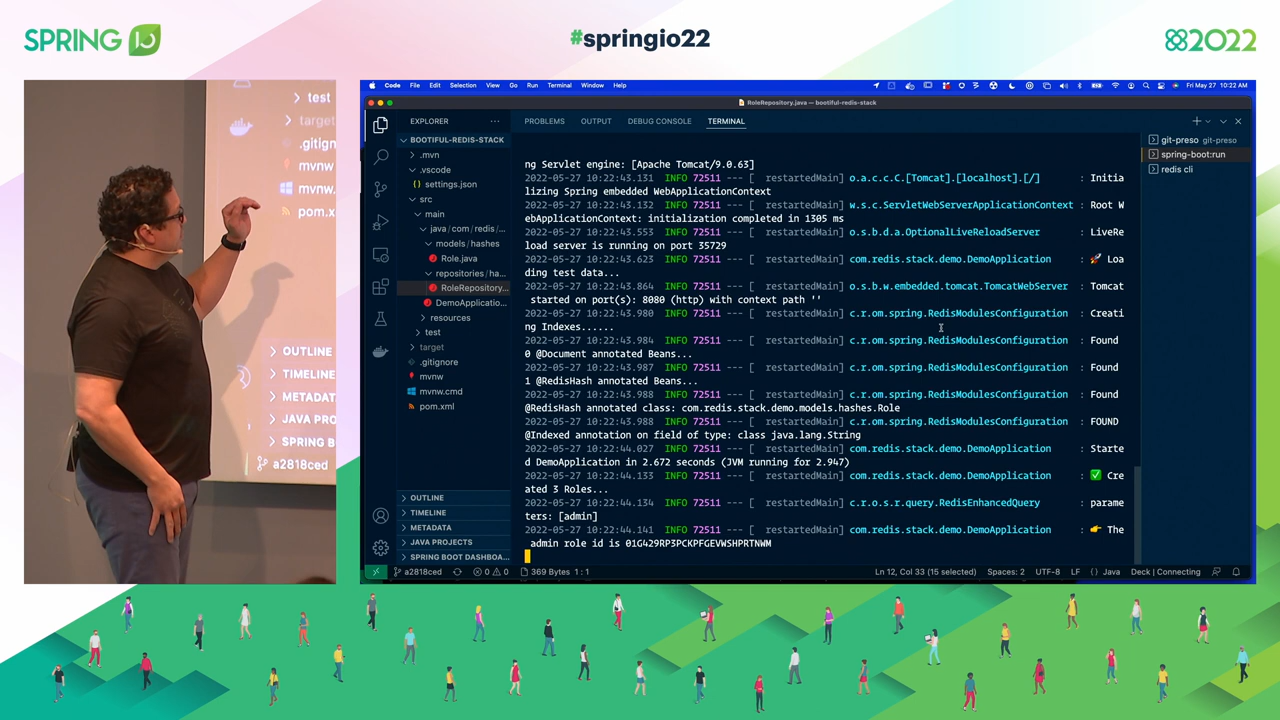 SPRING IO
#springio22
2022
test
target
.gitign
mvnw
mvnw.
pom.x
OUTLINE
TIMELINE
METADAT
JAVA PRO
SPRING B
a2818ced
Code File Edit Selection View Go Run Terminal Window Help
Fri May 27 10:22 AM
RoleRepository.java — bootiful-redis-stack
EXPLORER ...
BOOTIFUL-REDIS-STACK
.mvn
.vscode
settings.json
src
main
java/com/redis/...
models/hashes
Role.java
repositories/ha...
RoleRepository...
DemoApplicatio...
resources
test
target
.gitignore
mvnw
mvnw.cmd
pom.xml
OUTLINE
TIMELINE
METADATA
JAVA PROJECTS
SPRING BOOT DASHBOA...
PROBLEMS OUTPUT DEBUG CONSOLE TERMINAL
ng Servlet engine: [Apache Tomcat/9.0.63]
2022-05-27 10:22:43.131 INFO 72511 --- [ restartedMain] o.a.c.c.C.[Tomcat].[localhost].[/] : Initia
lizing Spring embedded WebApplicationContext
2022-05-27 10:22:43.132 INFO 72511 --- [ restartedMain] w.s.c.ServletWebServerApplicationContext : Root W
ebApplicationContext: initialization completed in 1305 ms
2022-05-27 10:22:43.553 INFO 72511 --- [ restartedMain] o.s.b.d.a.OptionalLiveReloadServer : LiveRe
load server is running on port 35729
2022-05-27 10:22:43.623 INFO 72511 --- [ restartedMain] com.redis.stack.demo.DemoApplication : 🚀 Loa
ding test data...
2022-05-27 10:22:43.864 INFO 72511 --- [ restartedMain] o.s.b.w.embedded.tomcat.TomcatWebServer : Tomcat
started on port(s): 8080 (http) with context path ''
2022-05-27 10:22:43.980 INFO 72511 --- [ restartedMain] c.r.om.spring.RedisModulesConfiguration : Creati
ng Indexes......
2022-05-27 10:22:43.984 INFO 72511 --- [ restartedMain] c.r.om.spring.RedisModulesConfiguration : Found
0 @Document annotated Beans...
2022-05-27 10:22:43.987 INFO 72511 --- [ restartedMain] c.r.om.spring.RedisModulesConfiguration : Found
1 @RedisHash annotated Beans...
2022-05-27 10:22:43.988 INFO 72511 --- [ restartedMain] c.r.om.spring.RedisModulesConfiguration : Found
@RedisHash annotated class: com.redis.stack.demo.models.hashes.Role
2022-05-27 10:22:43.988 INFO 72511 --- [ restartedMain] c.r.om.spring.RedisModulesConfiguration : FOUND
@Indexed annotation on field of type: class java.lang.String
2022-05-27 10:22:44.027 INFO 72511 --- [ restartedMain] com.redis.stack.demo.DemoApplication : Starte
d DemoApplication in 2.672 seconds (JVM running for 2.947)
2022-05-27 10:22:44.133 INFO 72511 --- [ restartedMain] com.redis.stack.demo.DemoApplication : ✅ Cre
ated 3 Roles...
2022-05-27 10:22:44.139 INFO 72511 --- [ restartedMain] c.r.o.s.r.query.RedisEnhancedQuery : parame
ters: [admin]
2022-05-27 10:22:44.141 INFO 72511 --- [ restartedMain] com.redis.stack.demo.DemoApplication : 👉 The
admin role id is 01G429RP3PCKPFGEVWSHPRTNWM
git-preso git-preso
spring-boot:run
redis cli
a2818ced 0 0 369 Bytes 1 : 1
Ln 12, Col 33 (15 selected) Spaces: 2 UTF-8 LF {} Java Deck | Connecting